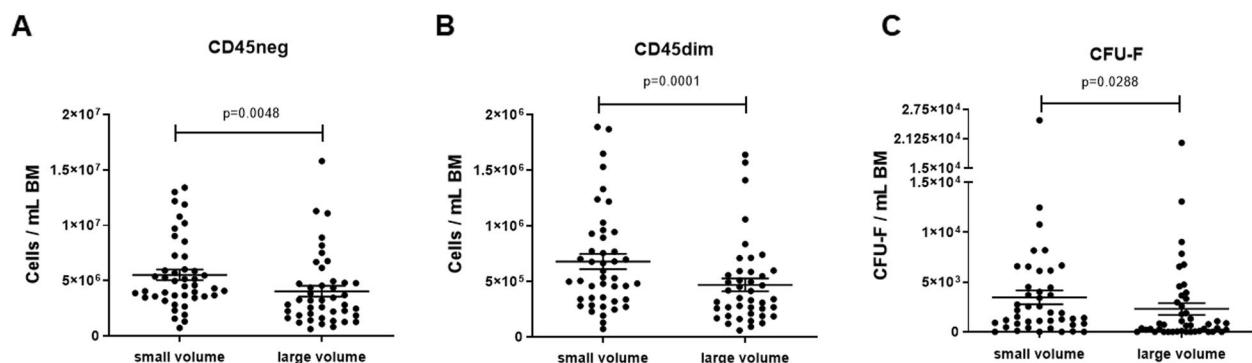 A
CD45neg
p=0.0048
2×10⁷
1.5×10⁷
1×10⁷
5×10⁶
0
Cells / mL BM
small volume
large volume
B
CD45dim
p=0.0001
2×10⁶
1.5×10⁶
1×10⁶
5×10⁵
0
Cells / mL BM
small volume
large volume
C
CFU-F
p=0.0288
2.75×10⁴
2.125×10⁴
1.5×10⁴
1.5×10⁴
1×10⁴
5×10³
0
CFU-F / mL BM
small volume
large volume